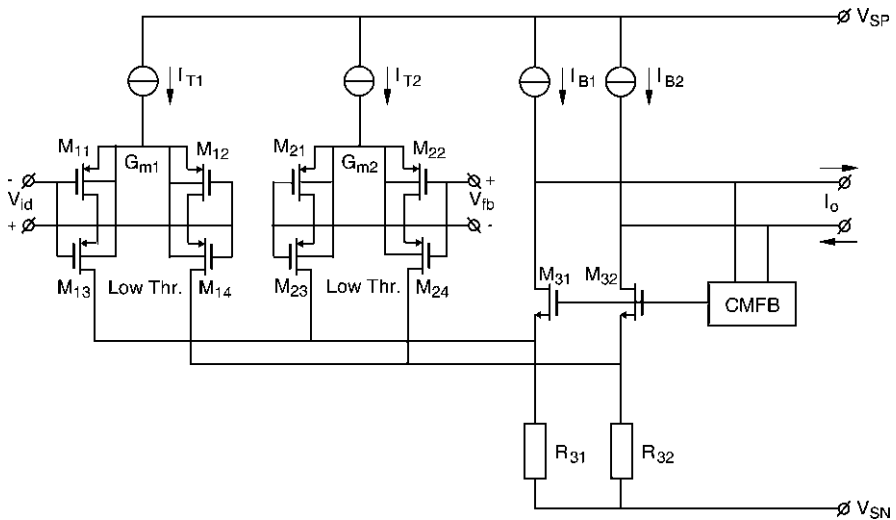 V_SP
I_T1 I_T2 I_B1 I_B2
M_11 M_12 M_21 M_22
G_m1 G_m2
- +
V_id V_fb I_o
+ -
M_13 Low Thr. M_14 M_23 Low Thr. M_24 M_31 M_32 CMFB
R_31 R_32
V_SN